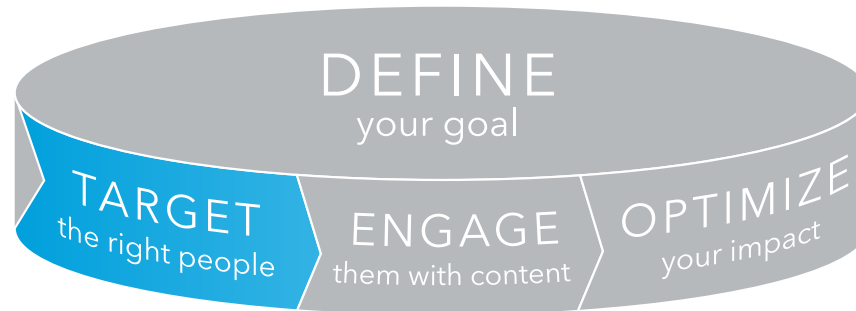 DEFINE
your goal
TARGET
the right people
ENGAGE
them with content
OPTIMIZE
your impact